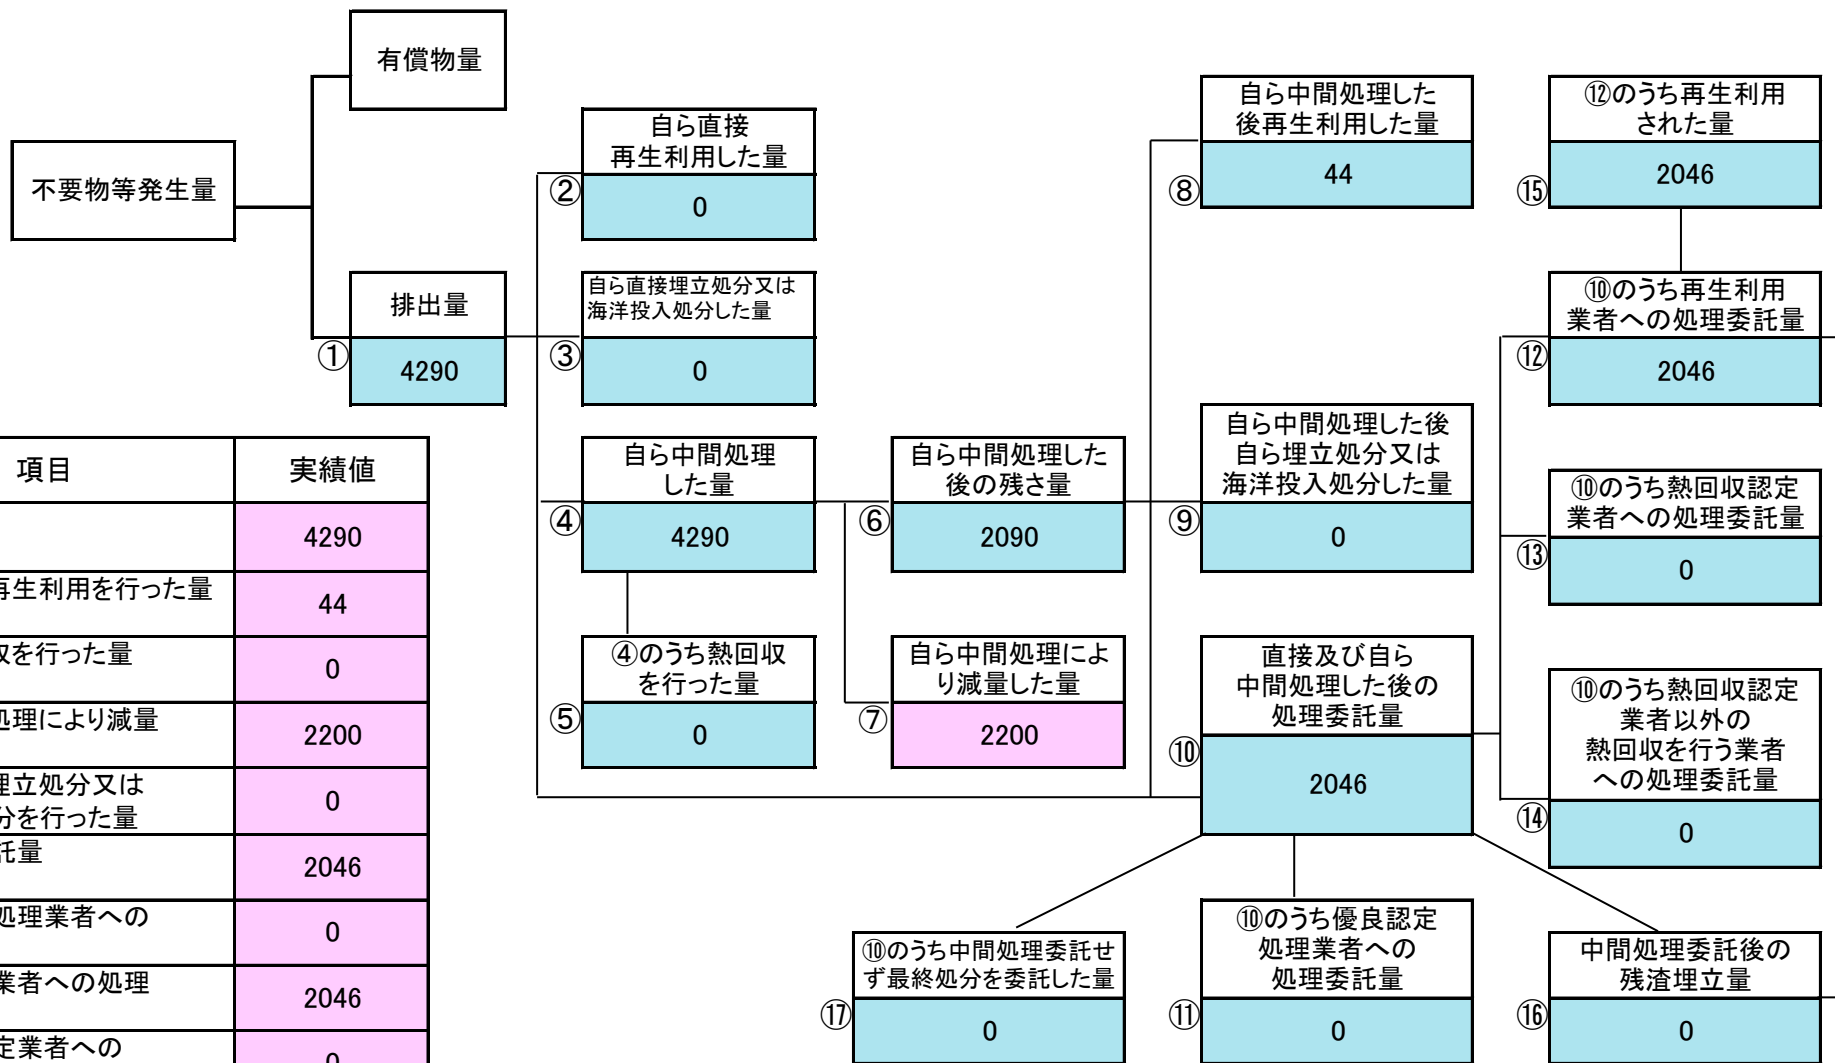 有償物量
不要物等発生量
排出量
①
4290
自ら直接
再生利用した量
②
0
自ら直接埋立処分又は
海洋投入処分した量
③
0
自ら中間処理
した量
④
4290
④のうち熱回収
を行った量
⑤
0
自ら中間処理した
後の残さ量
⑥
2090
自ら中間処理によ
り減量した量
⑦
2200
自ら中間処理した
後再生利用した量
⑧
44
自ら中間処理した後
自ら埋立処分又は
海洋投入処分した量
⑨
0
直接及び自ら
中間処理した後の
処理委託量
⑩
2046
⑫のうち再生利用
された量
⑮
2046
⑩のうち再生利用
業者への処理委託量
⑫
2046
⑩のうち熱回収認定
業者への処理委託量
⑬
0
⑩のうち熱回収認定
業者以外の
熱回収を行う業者
への処理委託量
⑭
0
⑩のうち中間処理委託せ
ず最終処分を委託した量
⑰
0
⑩のうち優良認定
処理業者への
処理委託量
⑪
0
中間処理委託後の
残渣埋立量
⑯
0
項目 実績値
4290
再生利用を行った量 44
を行った量 0
処理により減量 2200
埋立処分又は
分を行った量 0
託量 2046
処理業者への 0
業者への処理 2046
定業者への 0